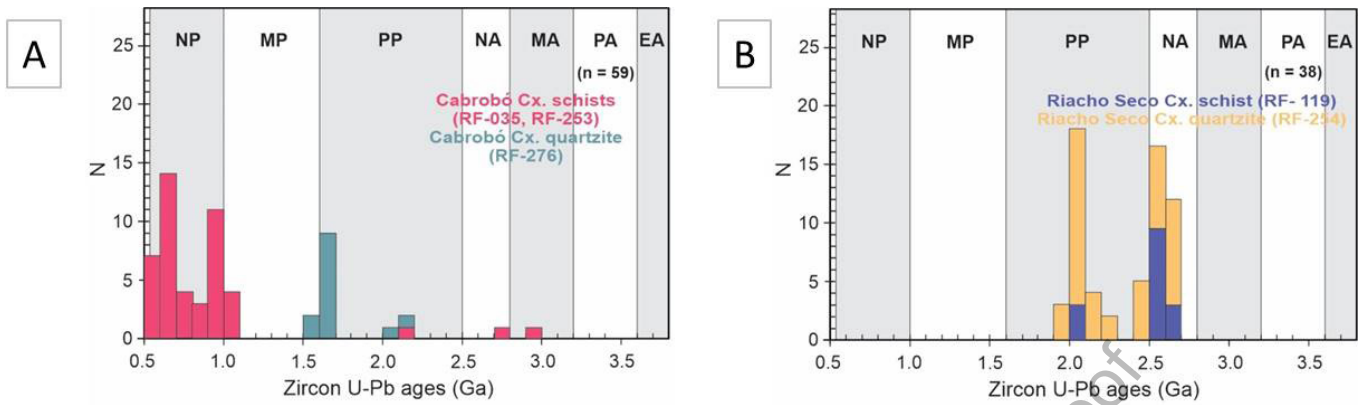 A
NP MP PP NA MA PA EA
(n = 59)
Cabrobó Cx. schists
(RF-035, RF-253)
Cabrobó Cx. quartzite
(RF-276)
25
20
15
10
5
0
N
0.5 1.0 1.5 2.0 2.5 3.0 3.5
Zircon U-Pb ages (Ga)
B
NP MP PP NA MA PA EA
(n = 38)
Riacho Seco Cx. schist (RF- 119)
Riacho Seco Cx. quartzite (RF-254)
25
20
15
10
5
0
N
0.5 1.0 1.5 2.0 2.5 3.0 3.5
Zircon U-Pb ages (Ga)
oof